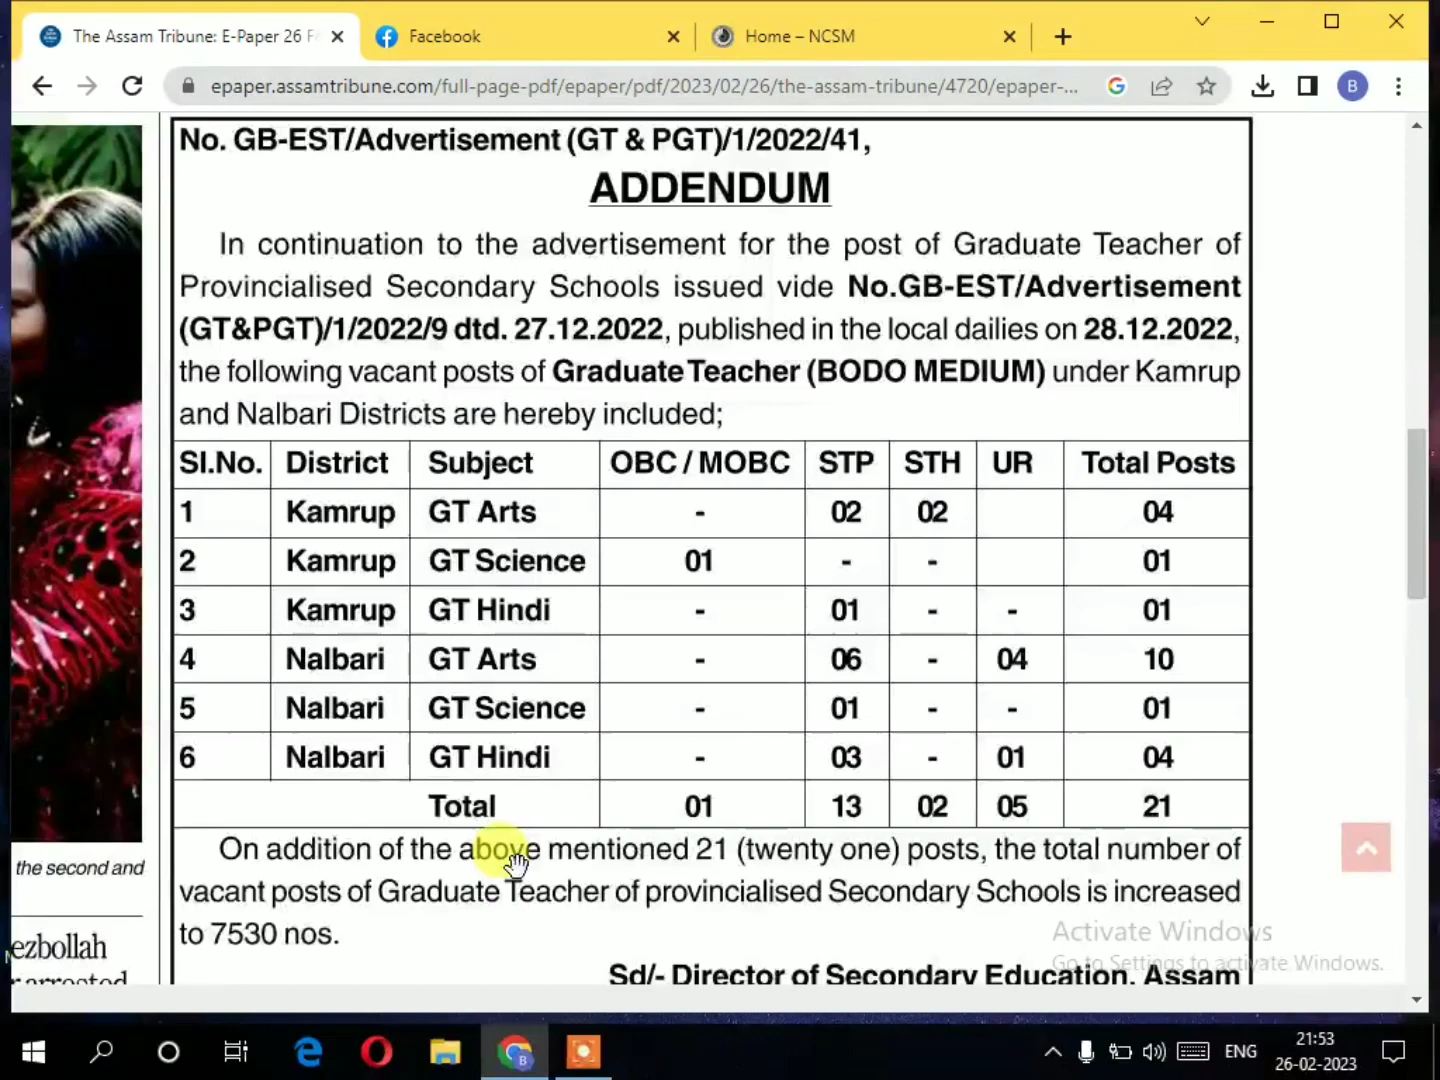 The Assam Tribune: E-Paper 26 F
Facebook
Home – NCSM
epaper.assamtribune.com/full-page-pdf/epaper/pdf/2023/02/26/the-assam-tribune/4720/epaper-...
B
No. GB-EST/Advertisement (GT & PGT)/1/2022/41,
ADDENDUM
In continuation to the advertisement for the post of Graduate Teacher of
Provincialised Secondary Schools issued vide No.GB-EST/Advertisement
(GT&PGT)/1/2022/9 dtd. 27.12.2022, published in the local dailies on 28.12.2022,
the following vacant posts of Graduate Teacher (BODO MEDIUM) under Kamrup
and Nalbari Districts are hereby included;
Sl.No. District Subject OBC / MOBC STP STH UR Total Posts
1 Kamrup GT Arts - 02 02 04
2 Kamrup GT Science 01 - - 01
3 Kamrup GT Hindi - 01 - - 01
4 Nalbari GT Arts - 06 - 04 10
5 Nalbari GT Science - 01 - - 01
6 Nalbari GT Hindi - 03 - 01 04
Total 01 13 02 05 21
On addition of the above mentioned 21 (twenty one) posts, the total number of
vacant posts of Graduate Teacher of provincialised Secondary Schools is increased
to 7530 nos.
Sd/- Director of Secondary Education, Assam
the second and
ezbollah
r arrested
Activate Windows
Go to Settings to activate Windows.
ENG
21:53
26-02-2023